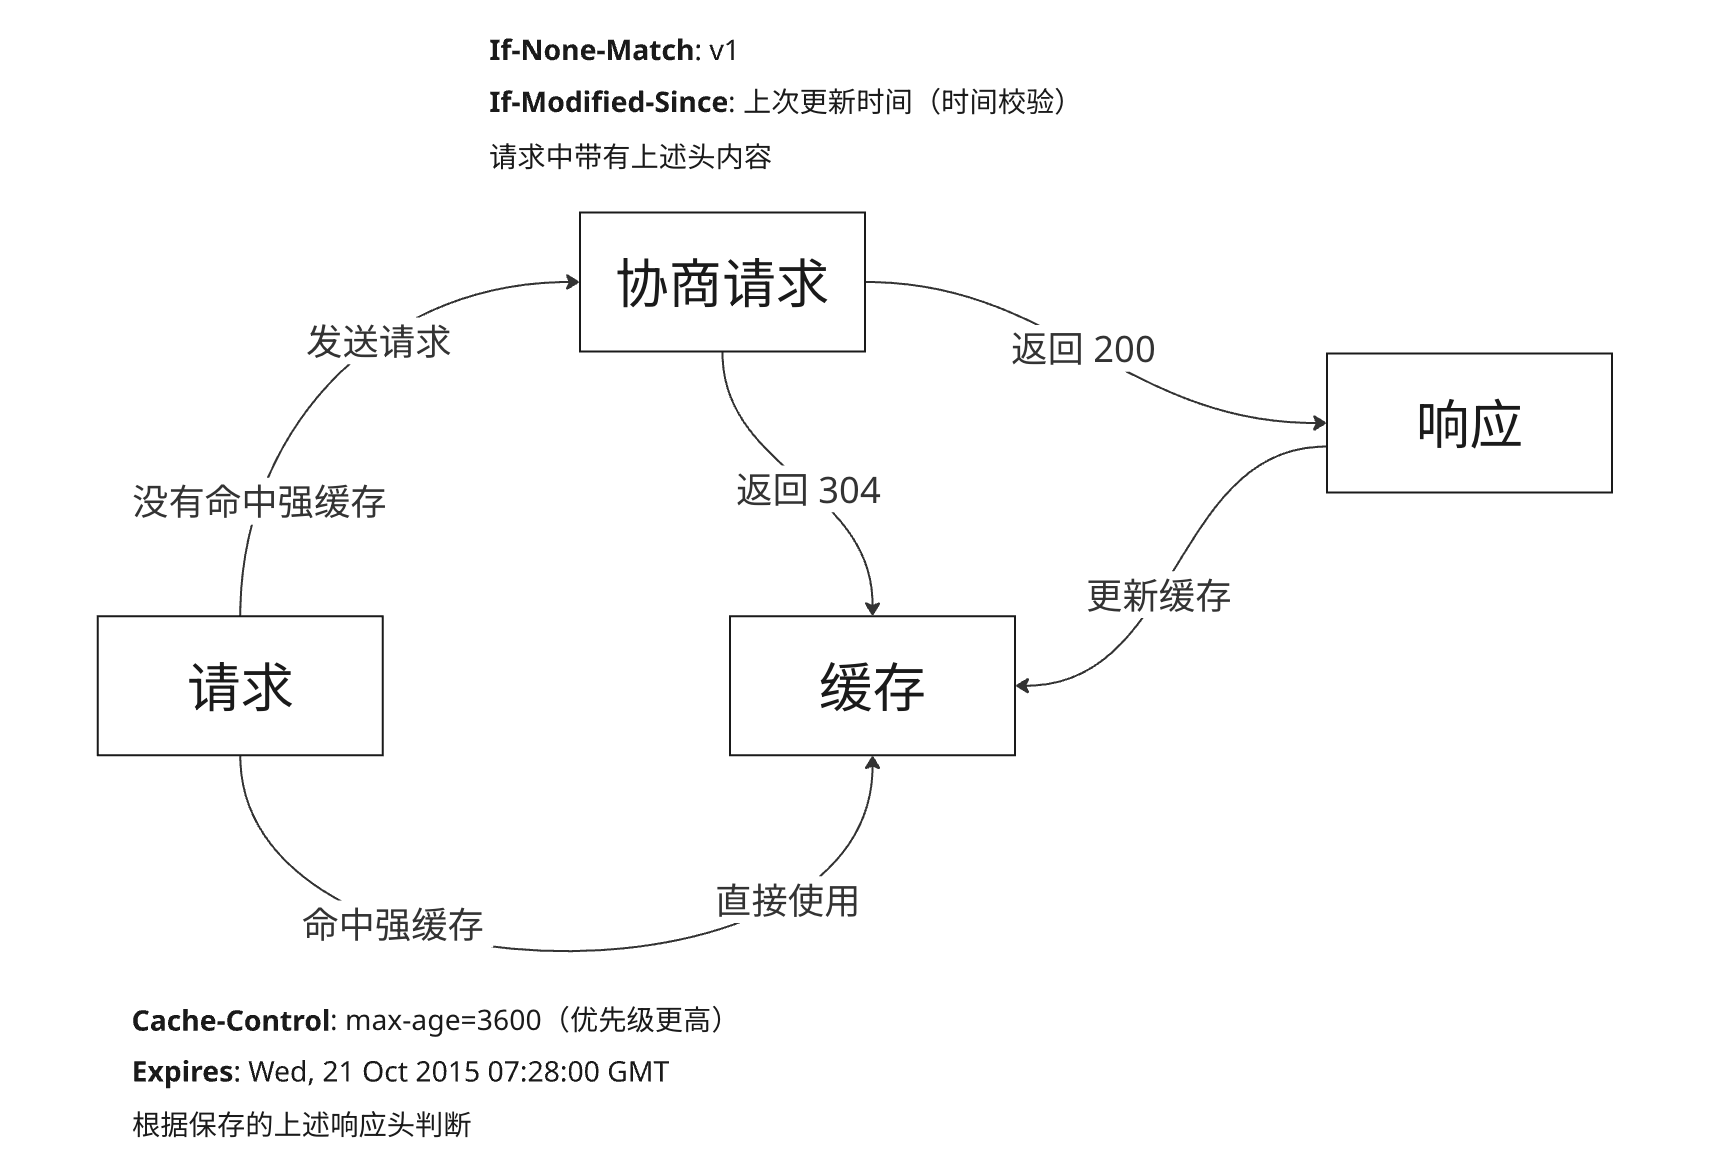 If-None-Match: v1
If-Modified-Since: 上次更新时间（时间校验）
请求中带有上述头内容
协商请求
发送请求
返回 200
响应
没有命中强缓存
返回 304
更新缓存
请求
缓存
命中强缓存
直接使用
Cache-Control: max-age=3600（优先级更高）
Expires: Wed, 21 Oct 2015 07:28:00 GMT
根据保存的上述响应头判断